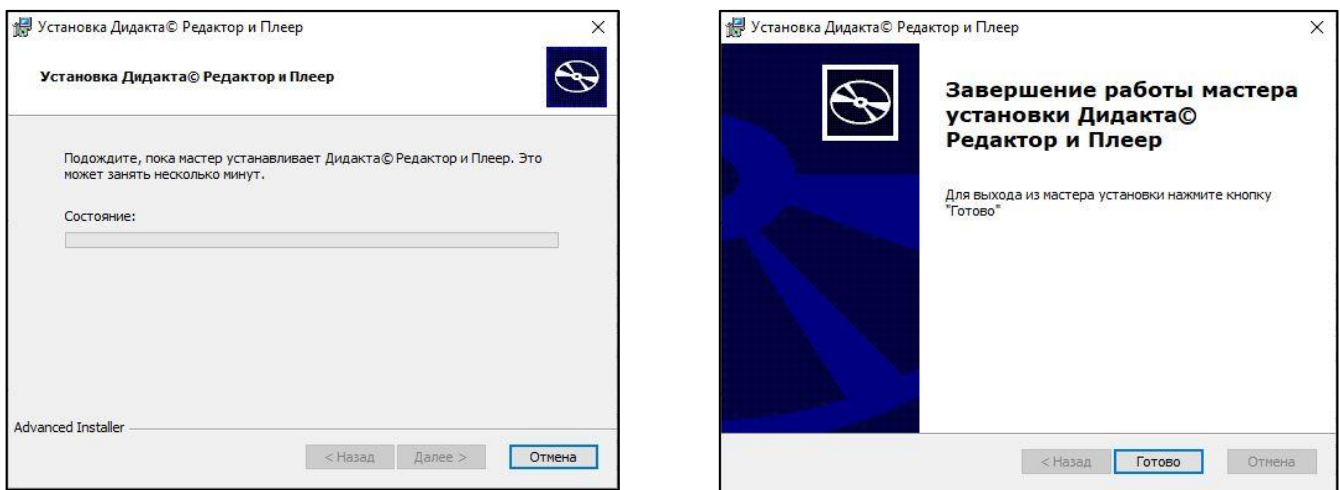 Установка Дидакта© Редактор и Плеер
Установка Дидакта© Редактор и Плеер
Подождите, пока мастер устанавливает Дидакта© Редактор и Плеер. Это
может занять несколько минут.
Состояние:
Advanced Installer
< Назад
Далее >
Отмена
Установка Дидакта© Редактор и Плеер
Завершение работы мастера
установки Дидакта©
Редактор и Плеер
Для выхода из мастера установки нажмите кнопку
"Готово"
< Назад
Готово
Отмена